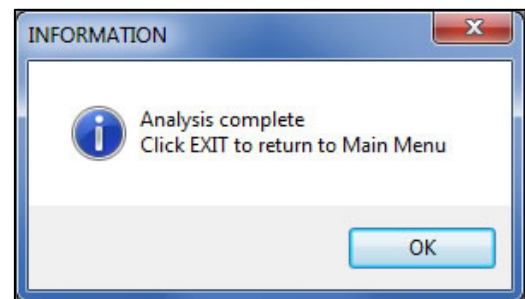 INFORMATION
Analysis complete
Click EXIT to return to Main Menu
OK